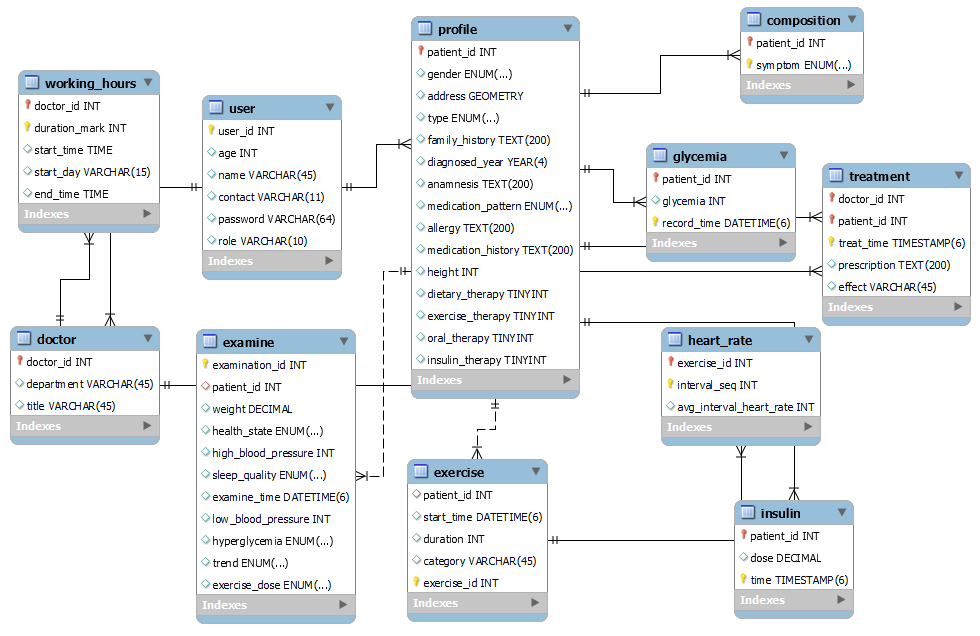 working_hours
doctor_id INT
duration_mark INT
start_time TIME
start_day VARCHAR(15)
end_time TIME
Indexes
user
user_id INT
age INT
name VARCHAR(45)
contact VARCHAR(11)
password VARCHAR(64)
role VARCHAR(10)
Indexes
profile
patient_id INT
gender ENUM(...)
address GEOMETRY
type ENUM(...)
family_history TEXT(200)
diagnosed_year YEAR(4)
anamnesis TEXT(200)
medication_pattern ENUM(...)
allergy TEXT(200)
medication_history TEXT(200)
height INT
dietary_therapy TINYINT
exercise_therapy TINYINT
oral_therapy TINYINT
insulin_therapy TINYINT
Indexes
composition
patient_id INT
symptom ENUM(...)
Indexes
glycemia
patient_id INT
glycemia INT
record_time DATETIME(6)
Indexes
treatment
doctor_id INT
patient_id INT
treat_time TIMESTAMP(6)
prescription TEXT(200)
effect VARCHAR(45)
Indexes
doctor
doctor_id INT
department VARCHAR(45)
title VARCHAR(45)
Indexes
examine
examination_id INT
patient_id INT
weight DECIMAL
health_state ENUM(...)
high_blood_pressure INT
sleep_quality ENUM(...)
examine_time DATETIME(6)
low_blood_pressure INT
hyperglycemia ENUM(...)
trend ENUM(...)
exercise_dose ENUM(...)
Indexes
heart_rate
exercise_id INT
interval_seq INT
avg_interval_heart_rate INT
Indexes
exercise
patient_id INT
start_time DATETIME(6)
duration INT
category VARCHAR(45)
exercise_id INT
Indexes
insulin
patient_id INT
dose DECIMAL
time TIMESTAMP(6)
Indexes